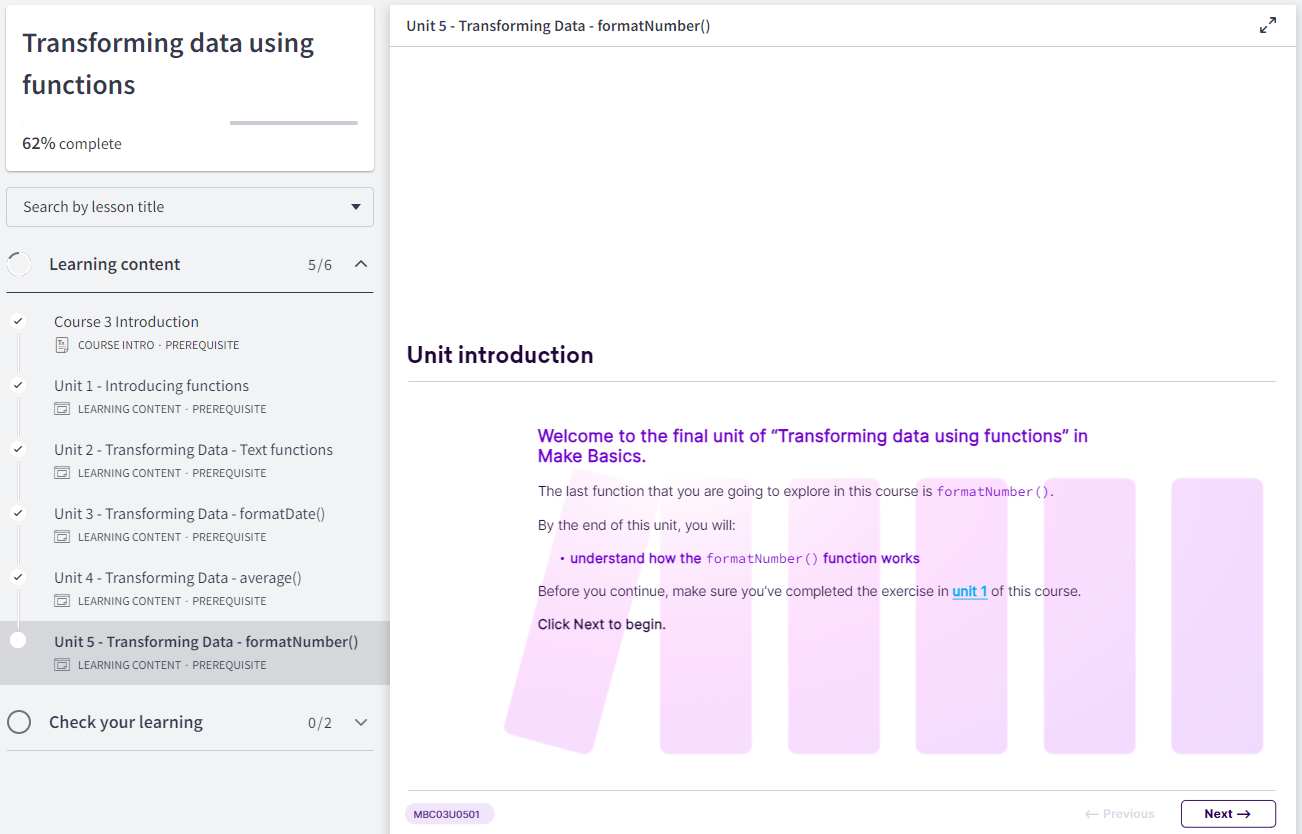 Transforming data using
functions
62% complete
Search by lesson title
Learning content 5/6
Course 3 Introduction
COURSE INTRO · PREREQUISITE
Unit 1 - Introducing functions
LEARNING CONTENT · PREREQUISITE
Unit 2 - Transforming Data - Text functions
LEARNING CONTENT · PREREQUISITE
Unit 3 - Transforming Data - formatDate()
LEARNING CONTENT · PREREQUISITE
Unit 4 - Transforming Data - average()
LEARNING CONTENT · PREREQUISITE
Unit 5 - Transforming Data - formatNumber()
LEARNING CONTENT · PREREQUISITE
Check your learning 0/2
Unit 5 - Transforming Data - formatNumber()
Unit introduction
Welcome to the final unit of “Transforming data using functions” in
Make Basics.
The last function that you are going to explore in this course is formatNumber().
By the end of this unit, you will:
• understand how the formatNumber() function works
Before you continue, make sure you’ve completed the exercise in unit 1 of this course.
Click Next to begin.
MBC03U0501
← Previous
Next →